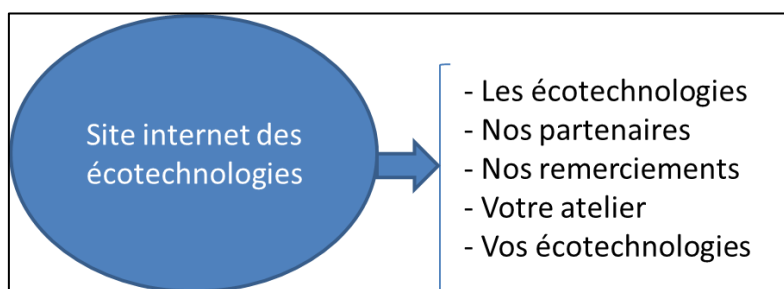 Site internet des
écotechnologies
- Les écotechnologies
- Nos partenaires
- Nos remerciements
- Votre atelier
- Vos écotechnologies